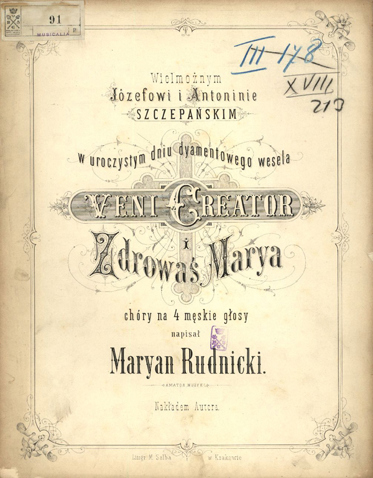 91
MUSICALIA
III-178
XVIII
213
Wielmożnym
Józefowi i Antoninie
SZCZEPAŃSKIM
w uroczystym dniu dyamentowego wesela
VENI CREATOR
i
Zdrowaś Marya
chóry na 4 męskie głosy
napisał
Maryan Rudnicki.
Nakładem Autora.
w Krakowie